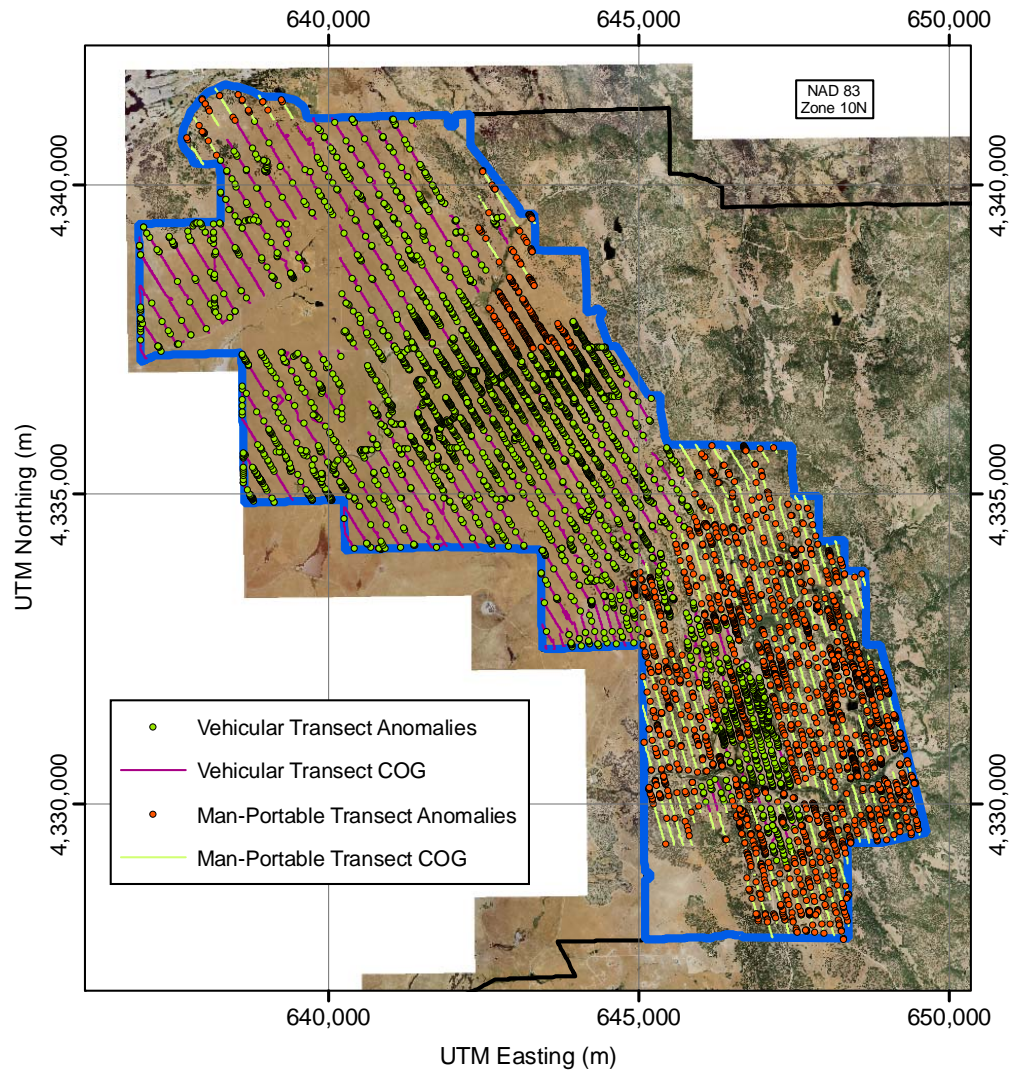 640,000
645,000
650,000
NAD 83
Zone 10N
4,340,000
4,340,000
4,335,000
4,335,000
4,330,000
4,330,000
UTM Northing (m)
Vehicular Transect Anomalies
Vehicular Transect COG
Man-Portable Transect Anomalies
Man-Portable Transect COG
640,000
645,000
650,000
UTM Easting (m)